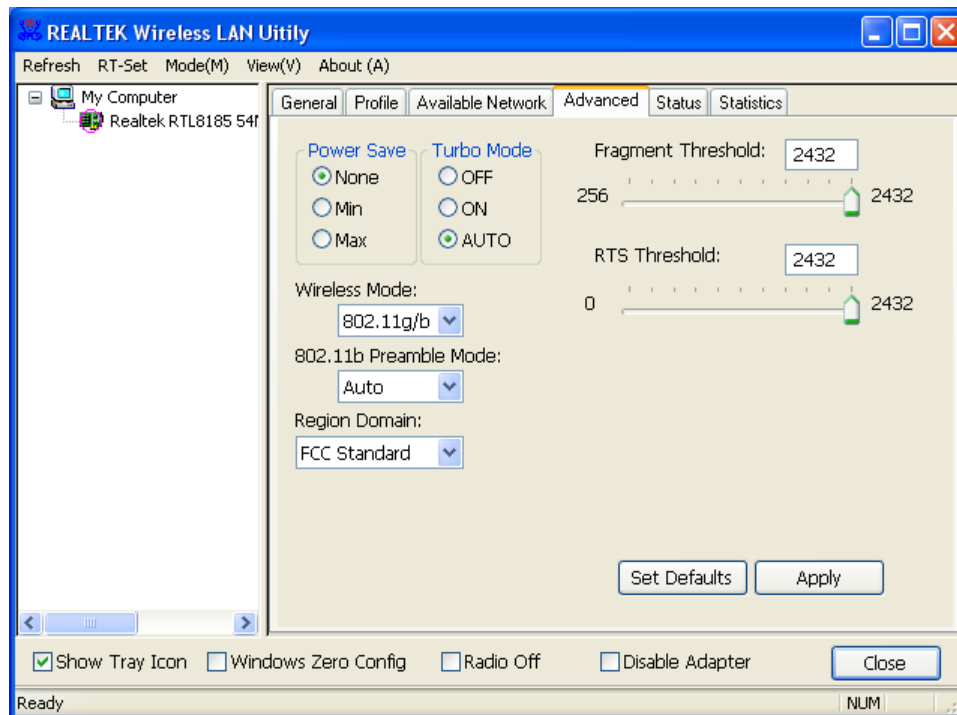 REALTEK Wireless LAN Uitily
Refresh RT-Set Mode(M) View(V) About (A)
My Computer
Realtek RTL8185 54M
General Profile Available Network Advanced Status Statistics
Power Save
None
Min
Max
Turbo Mode
OFF
ON
AUTO
Wireless Mode:
802.11g/b
802.11b Preamble Mode:
Auto
Region Domain:
FCC Standard
Fragment Threshold: 2432
256 2432
RTS Threshold: 2432
0 2432
Set Defaults Apply
Show Tray Icon Windows Zero Config Radio Off Disable Adapter Close
Ready NUM